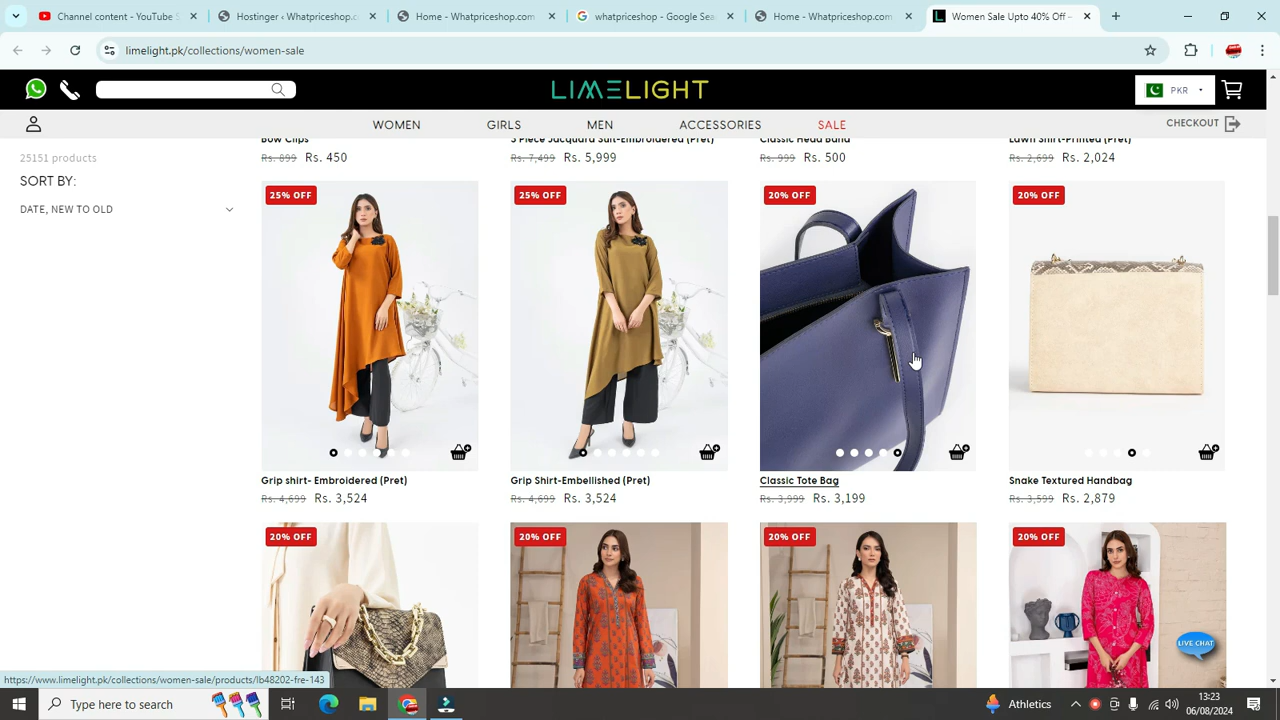 Channel content - YouTube S
Hostinger ‹ Whatpriceshop.c
Home - Whatpriceshop.com
whatpriceshop - Google Sea
Home - Whatpriceshop.com
Women Sale Upto 40% Off –
limelight.pk/collections/women-sale
LIMELIGHT
PKR
WOMEN
GIRLS
MEN
ACCESSORIES
SALE
CHECKOUT
25151 products
SORT BY:
DATE, NEW TO OLD
Bow Clips
Rs. 899 Rs. 450
3 Piece Jacquard Suit-Embroidered (Pret)
Rs. 7,499 Rs. 5,999
Classic Head Band
Rs. 999 Rs. 500
Lawn Shirt-Printed (Pret)
Rs. 2,699 Rs. 2,024
25% OFF
25% OFF
20% OFF
20% OFF
Grip shirt- Embroidered (Pret)
Rs. 4,699 Rs. 3,524
Grip Shirt-Embellished (Pret)
Rs. 4,699 Rs. 3,524
Classic Tote Bag
Rs. 3,999 Rs. 3,199
Snake Textured Handbag
Rs. 3,599 Rs. 2,879
20% OFF
20% OFF
20% OFF
20% OFF
LIVE CHAT
https://www.limelight.pk/collections/women-sale/products/lb48202-fre-143
Type here to search
Athletics
13:23
06/08/2024